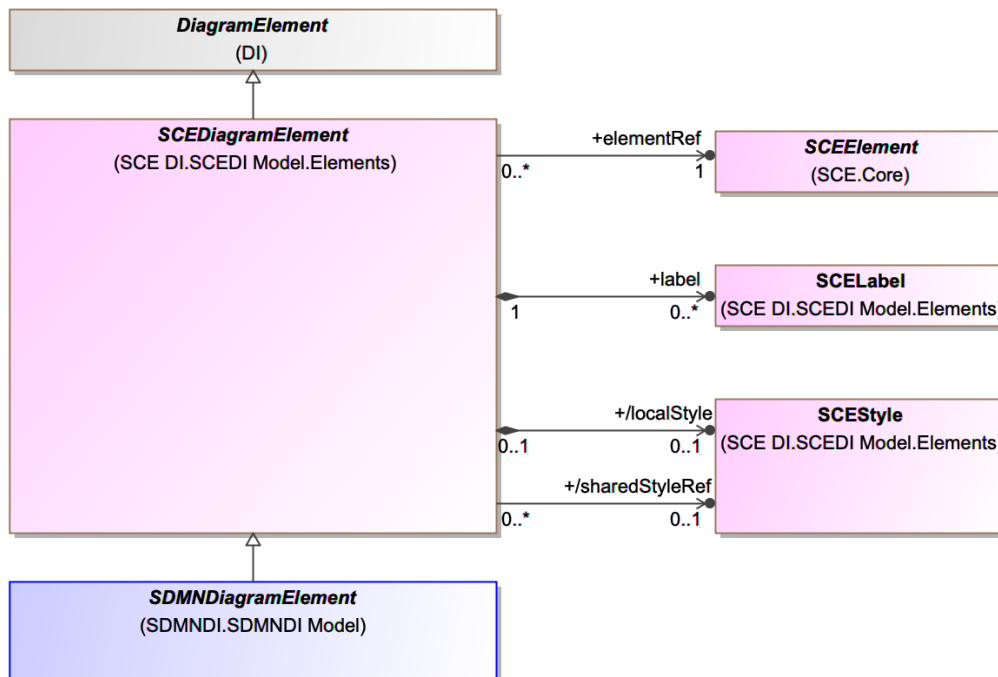 DiagramElement
(DI)
SCEDiagramElement
(SCE DI.SCEDI Model.Elements)
+elementRef
0..*
1
SCEElement
(SCE.Core)
+label
1
0..*
SCELabel
(SCE DI.SCEDI Model.Elements)
+/localStyle
0..1
0..1
SCEStyle
(SCE DI.SCEDI Model.Elements)
+/sharedStyleRef
0..*
0..1
SDMNDiagramElement
(SDMNDI.SDMNDI Model)